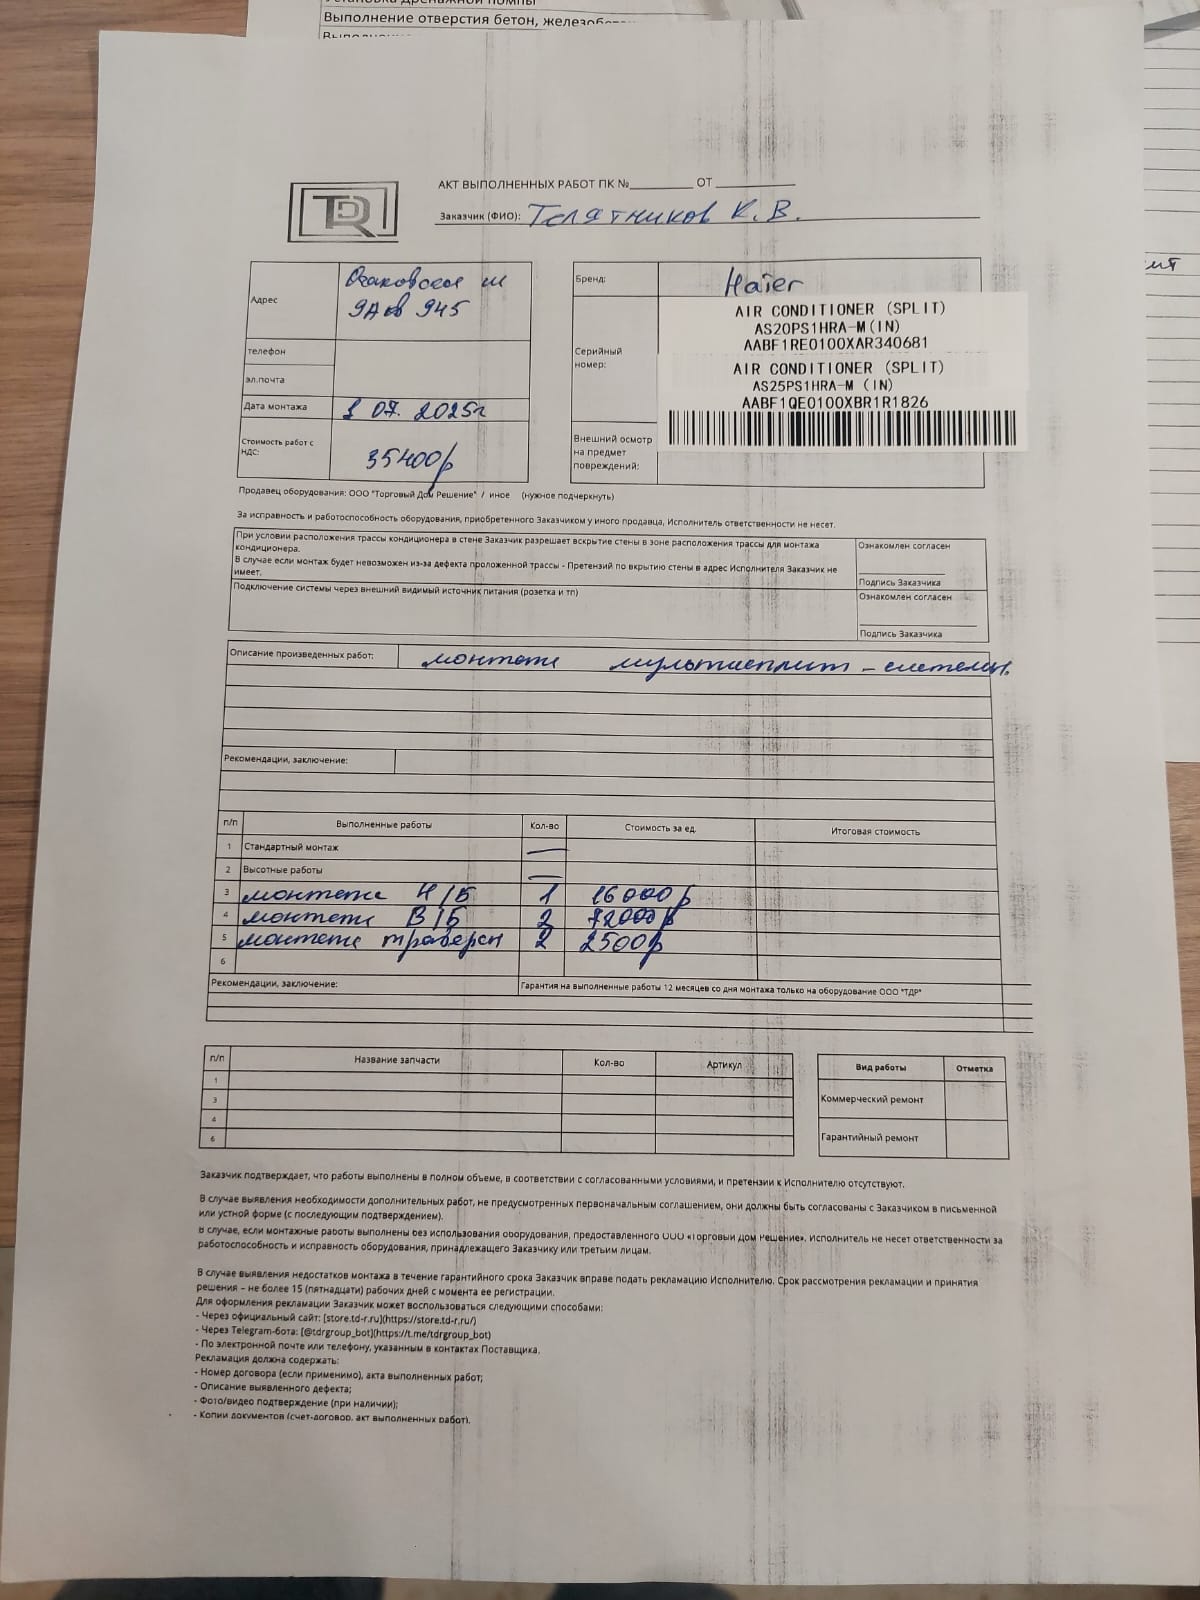 Установка дренажной помпы
Выполнение отверстия бетон,
TDR
АКТ ВЫПОЛНЕННЫХ РАБОТ ПК №________ ОТ __________
Заказчик (ФИО): Телятников К. В.
Адрес
9А кв 945
телефон
эл.почта
Дата монтажа 1 07. 2025г
Стоимость работ с НДС: 35400р
Бренд: Haier
Серийный номер:
AIR CONDITIONER (SPLIT)
AS20PS1HRA-M(IN)
AABF1RE0100XAR340681
AIR CONDITIONER (SPLIT)
AS25PS1HRA-M (IN)
AABF1QE0100XBR1R1826
Внешний осмотр на предмет повреждений:
Продавец оборудования: ООО "Торговый Дом Решение" / иное (нужное подчеркнуть)
За исправность и работоспособность оборудования, приобретенного Заказчиком у иного продавца, Исполнитель ответственности не несет.
При условии расположения трассы кондиционера в стене Заказчик разрешает вскрытие стены в зоне расположения трассы для монтажа
кондиционера.
В случае если монтаж будет невозможен из-за дефекта проложенной трассы - Претензий по вскрытию стены в адрес Исполнителя Заказчик не
имеет.
Ознакомлен согласен
Подпись Заказчика
Подключение системы через внешний видимый источник питания (розетка и тп)
Ознакомлен согласен
Подпись Заказчика
Описание произведенных работ: монтаж мультисплит - системы.
Рекомендации, заключение:
п/п Выполненные работы Кол-во Стоимость за ед. Итоговая стоимость
1 Стандартный монтаж —
2 Высотные работы —
3 монтаж Н/Б 1 16000р
4 монтаж В/Б 2
5 монтаж траверсы 2 2500р
6
Рекомендации, заключение: Гарантия на выполненные работы 12 месяцев со дня монтажа только на оборудование ООО "ТДР"
п/п Название запчасти Кол-во Артикул
1
3
4
6
Вид работы Отметка
Коммерческий ремонт
Гарантийный ремонт
Заказчик подтверждает, что работы выполнены в полном объеме, в соответствии с согласованными условиями, и претензии к Исполнителю отсутствуют.
В случае выявления необходимости дополнительных работ, не предусмотренных первоначальным соглашением, они должны быть согласованы с Заказчиком в письменной
или устной форме (с последующим подтверждением).
В случае, если монтажные работы выполнены без использования оборудования, предоставленного ООО «Торговый Дом Решение», Исполнитель не несет ответственности за
работоспособность и исправность оборудования, принадлежащего Заказчику или третьим лицам.
В случае выявления недостатков монтажа в течение гарантийного срока Заказчик вправе подать рекламацию Исполнителю. Срок рассмотрения рекламации и принятия
решения – не более 15 (пятнадцати) рабочих дней с момента ее регистрации.
Для оформления рекламации Заказчик может воспользоваться следующими способами:
- Через официальный сайт: [store.td-r.ru](https://store.td-r.ru/)
- Через Telegram-бота: [@tdrgroup_bot](https://t.me/tdrgroup_bot)
- По электронной почте или телефону, указанным в контактах Поставщика.
Рекламация должна содержать:
- Номер договора (если применимо), акта выполненных работ;
- Описание выявленного дефекта;
- Фото/видео подтверждение (при наличии);
- Копии документов (счет-договор, акт выполненных работ).